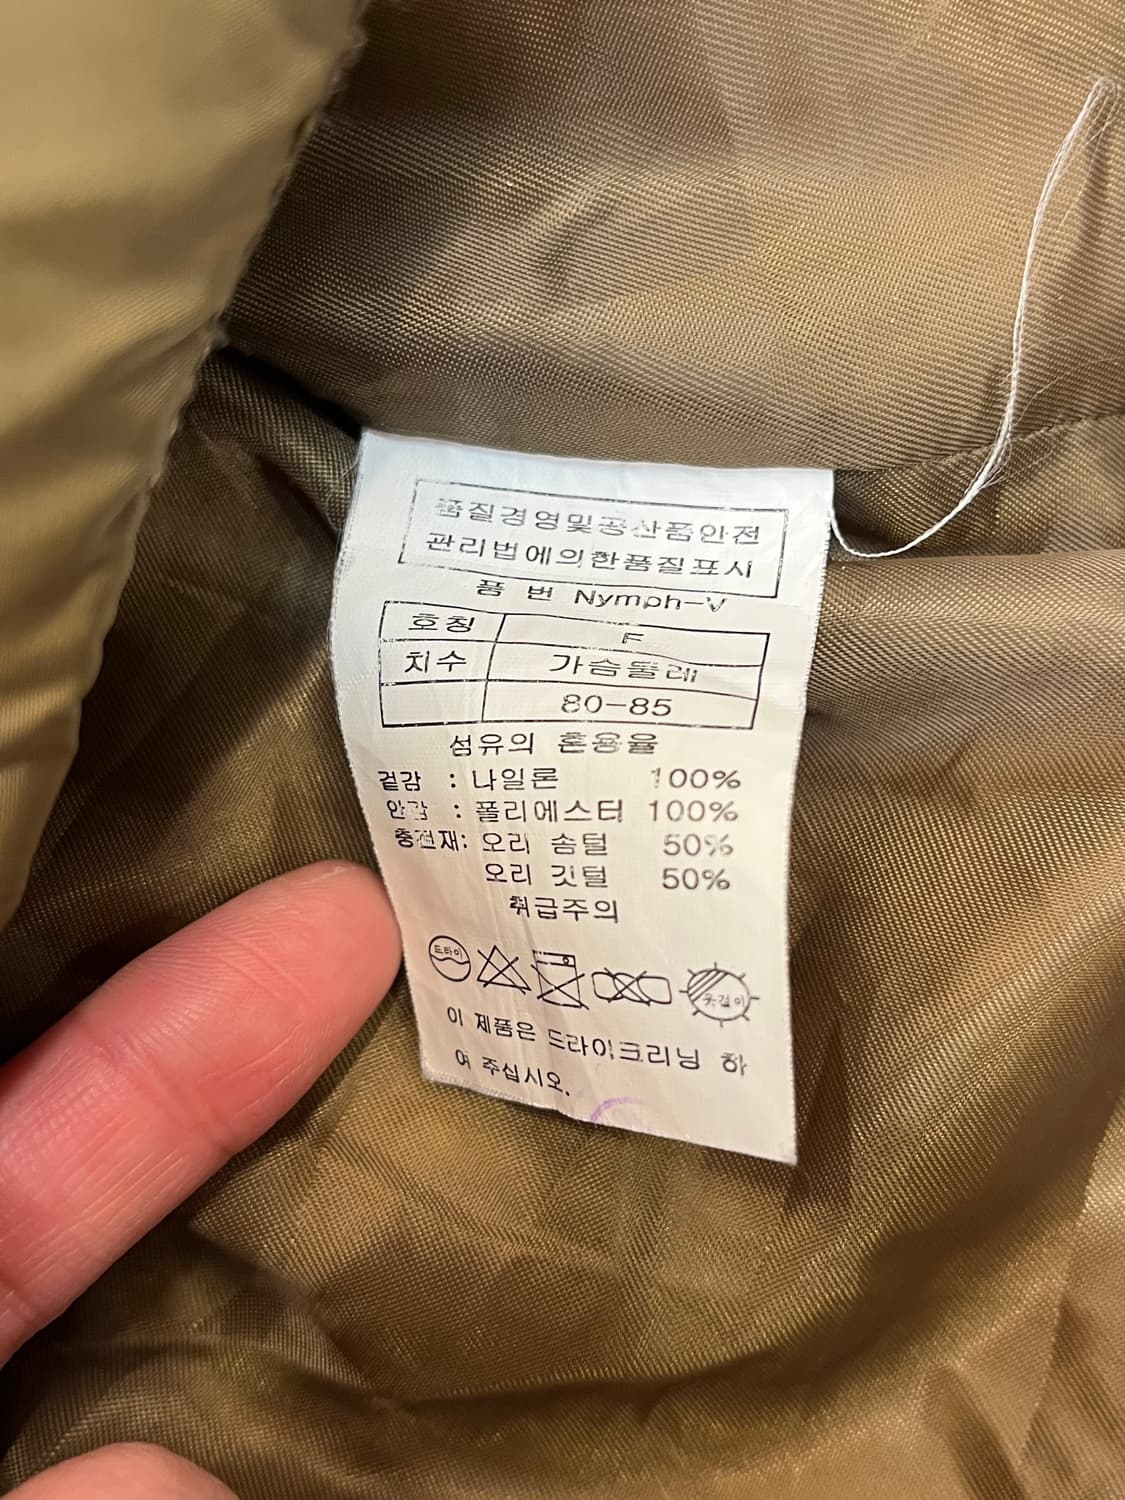 품질경영및공산품안전
관리법에의한품질표시
품 번 Nymph-V
호칭 F
치수 가슴둘레
80-85
섬유의 혼용율
겉감 : 나일론 100%
안감 : 폴리에스터 100%
충전재: 오리 솜털 50%
오리 깃털 50%
취급주의
드라이
옷걸이
이 제품은 드라이크리닝 하
여 주십시오.